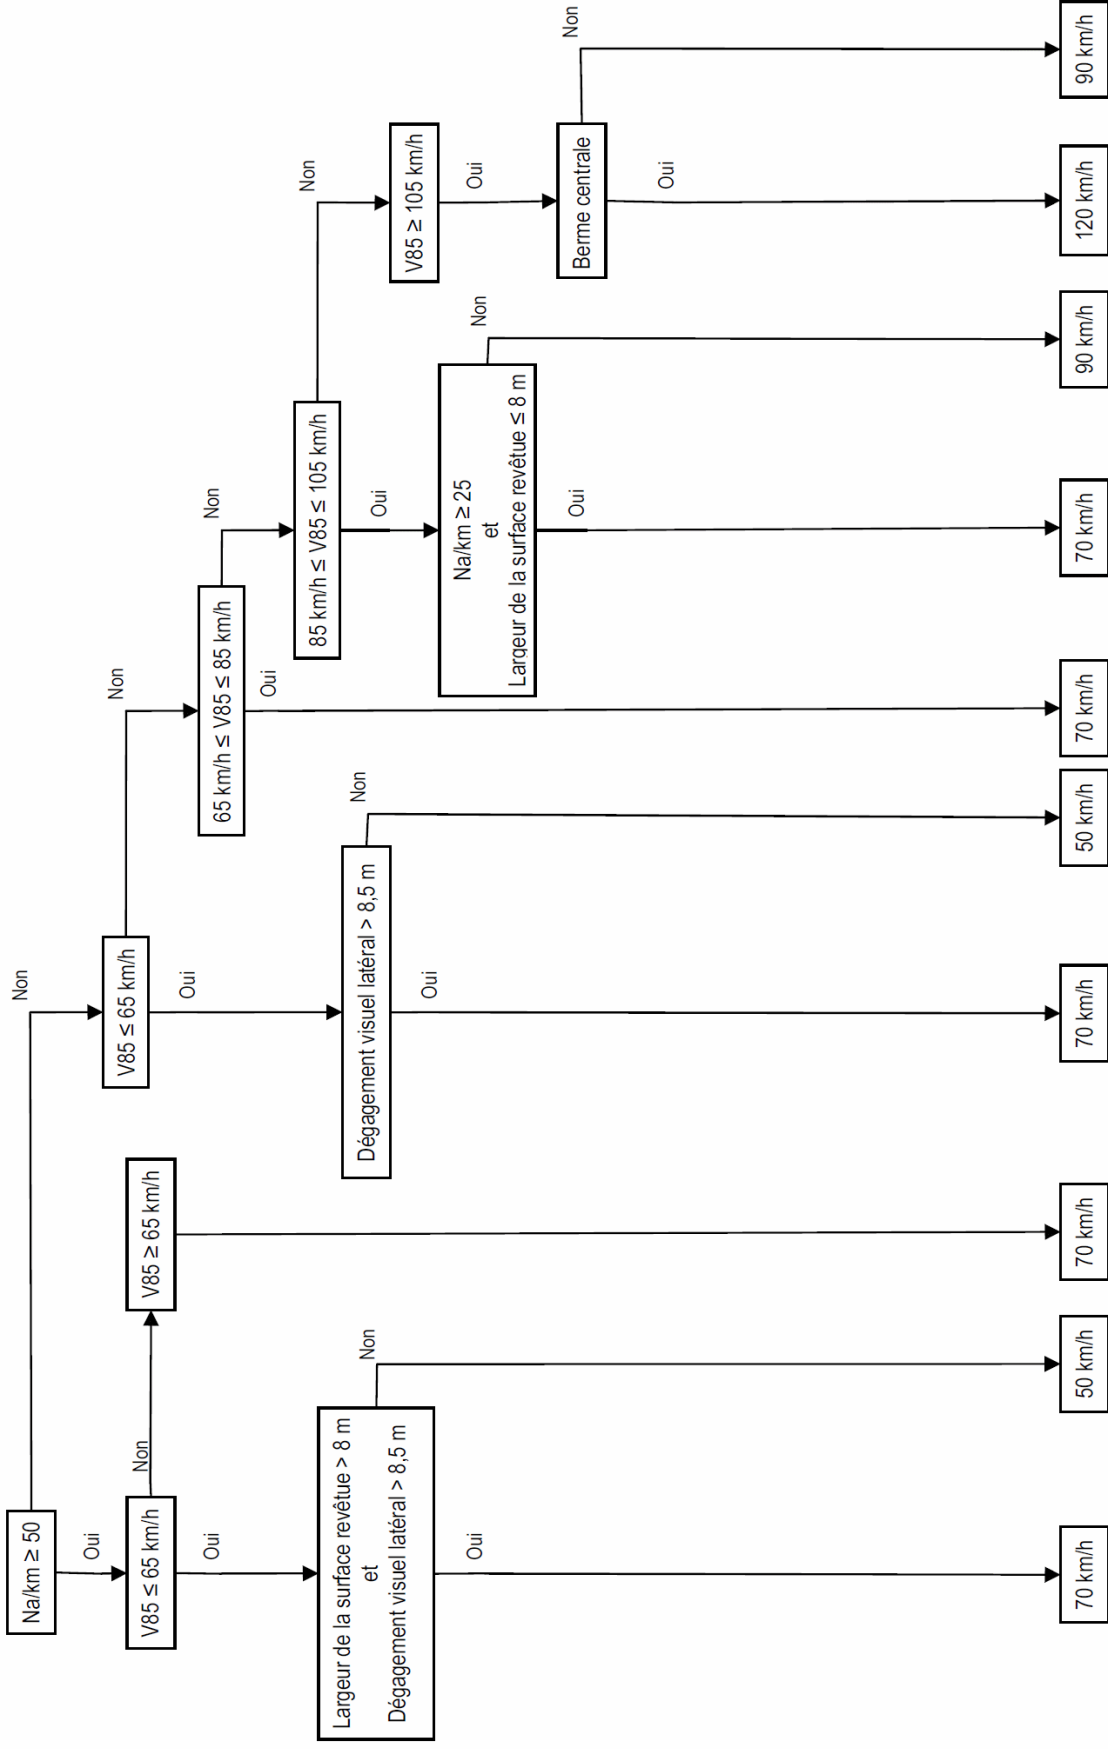 Na/km ≥ 50
Oui
Non
V85 ≤ 65 km/h
Non
V85 ≥ 65 km/h
Oui
Largeur de la surface revêtue > 8 m
et
Dégagement visuel latéral > 8,5 m
Non
Oui
V85 ≤ 65 km/h
Non
Oui
Dégagement visuel latéral > 8,5 m
Non
Oui
65 km/h ≤ V85 ≤ 85 km/h
Non
Oui
85 km/h ≤ V85 ≤ 105 km/h
Non
Oui
Na/km ≥ 25
et
Largeur de la surface revêtue ≤ 8 m
Non
Oui
V85 ≥ 105 km/h
Oui
Berme centrale
Non
Oui
70 km/h
50 km/h
70 km/h
70 km/h
50 km/h
70 km/h
70 km/h
90 km/h
120 km/h
90 km/h